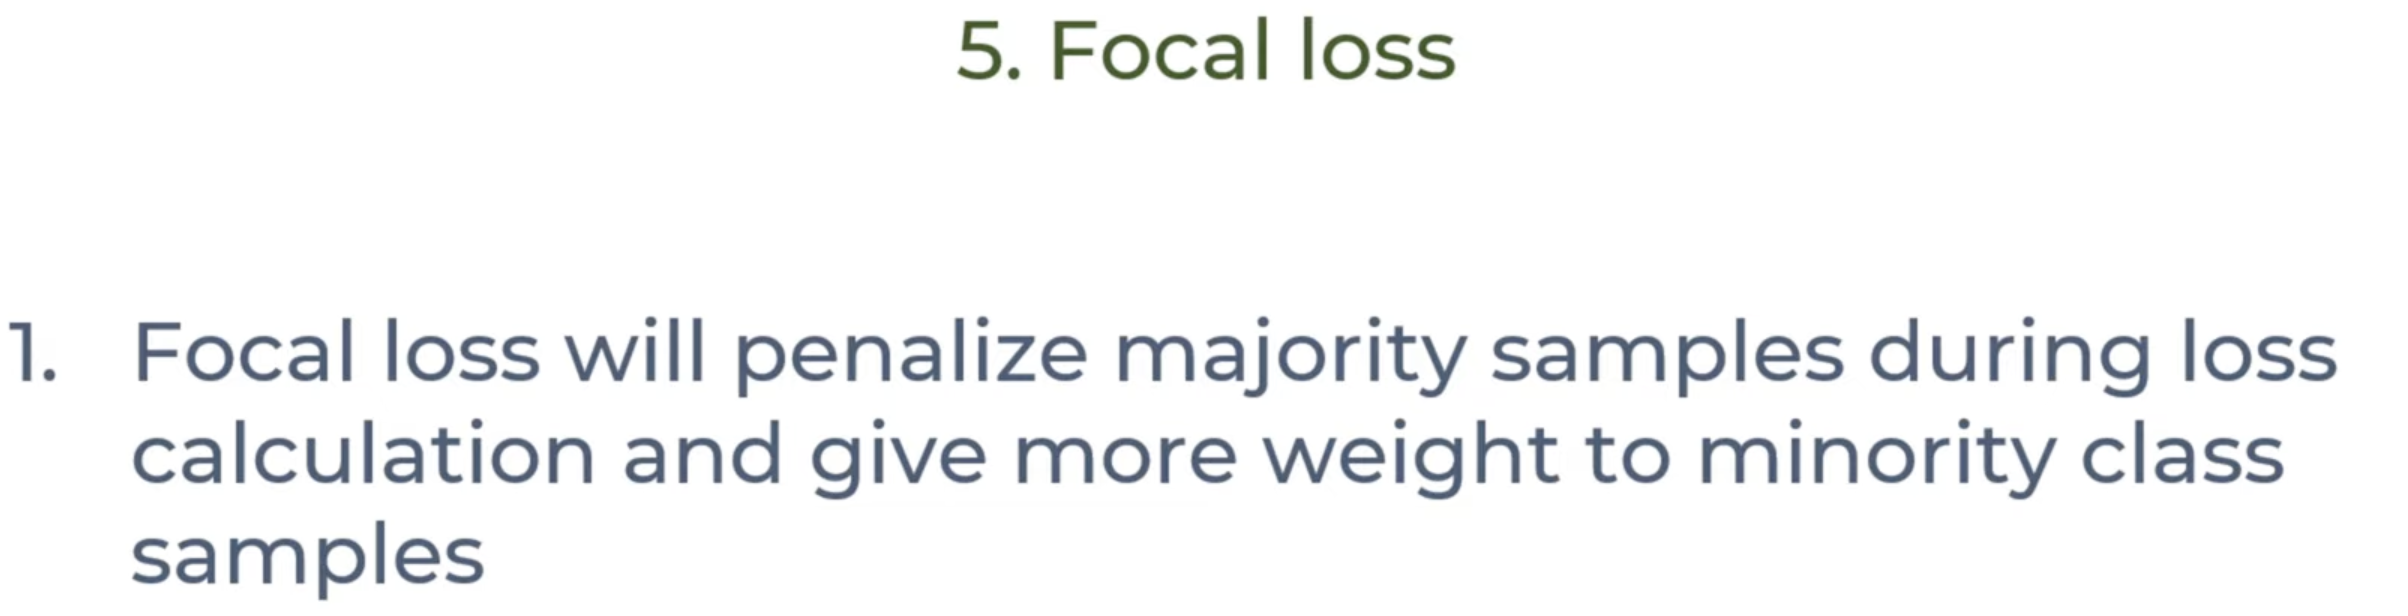 5. Focal loss
1. Focal loss will penalize majority samples during loss
calculation and give more weight to minority class
samples